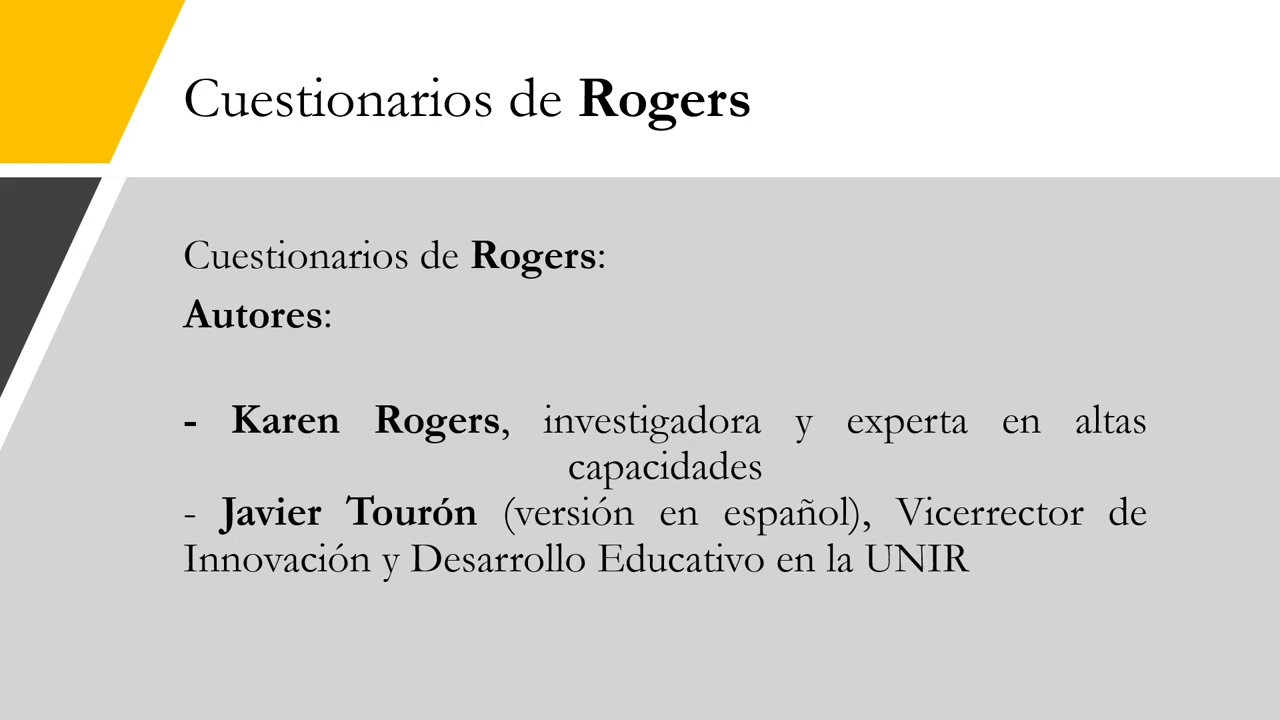 Cuestionarios de Rogers
Cuestionarios de Rogers:
Autores:
- Karen Rogers, investigadora y experta en altas
capacidades
- Javier Tourón (versión en español), Vicerrector de
Innovación y Desarrollo Educativo en la UNIR